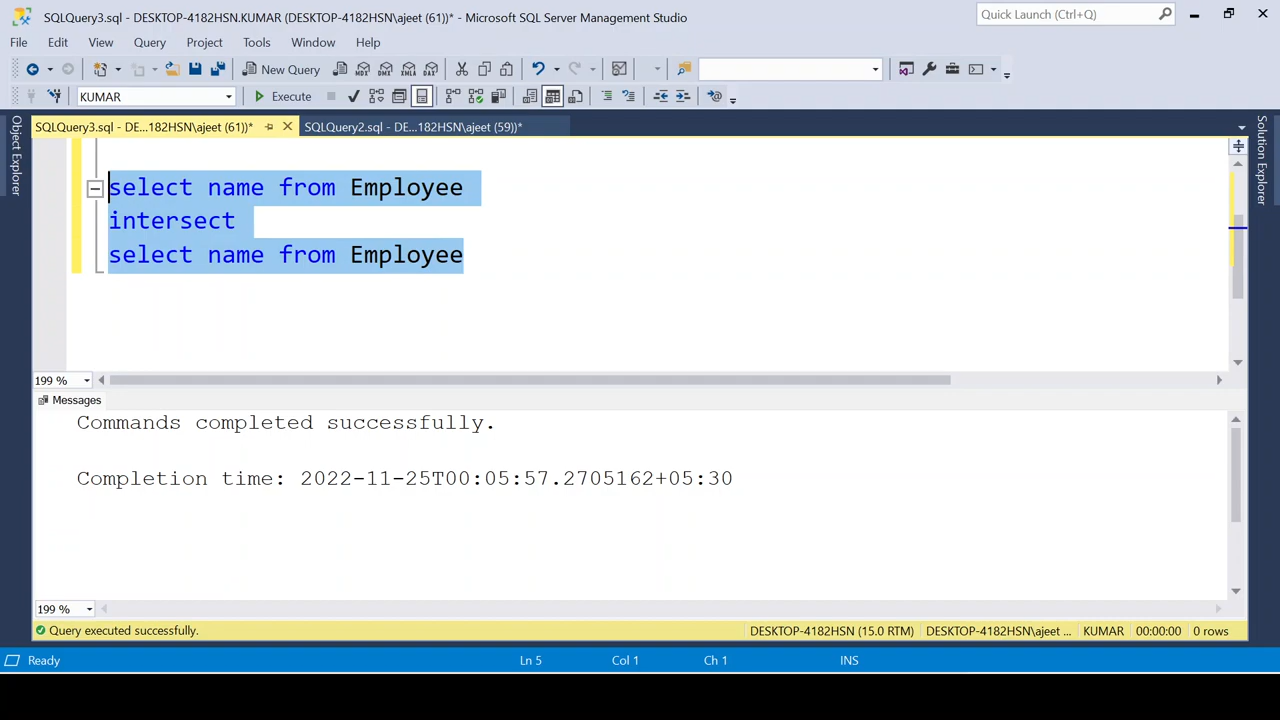 SQLQuery3.sql - DESKTOP-4182HSN.KUMAR (DESKTOP-4182HSN\ajeet (61))* - Microsoft SQL Server Management Studio
Quick Launch (Ctrl+Q)
File Edit View Query Project Tools Window Help
New Query MDX DMX XMLA DAX
KUMAR Execute
SQLQuery3.sql - DE...182HSN\ajeet (61))* SQLQuery2.sql - DE...182HSN\ajeet (59))*
Object Explorer
Solution Explorer
select name from Employee
intersect
select name from Employee
199 %
Messages
Commands completed successfully.
Completion time: 2022-11-25T00:05:57.2705162+05:30
199 %
Query executed successfully. DESKTOP-4182HSN (15.0 RTM) DESKTOP-4182HSN\ajeet ... KUMAR 00:00:00 0 rows
Ready Ln 5 Col 1 Ch 1 INS